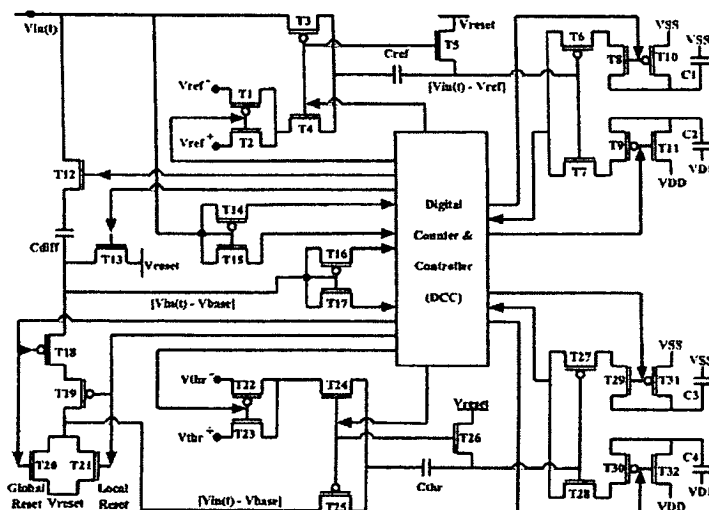 Vin(t)
T3
Vreset
T5
Cref
[Vin(t) - Vref]
T6
T8
VSS
T10
VSS
C1
Vref -
T1
T2
Vref +
T4
T7
T9
T11
C2
VDD
T12
Cdiff
T13
Vreset
T14
T15
T16
T17
Digital
Counter &
Controller
(DCC)
[Vin(t) - Vbase]
T18
T19
T20
T21
Global
Reset
Vreset
Local
Reset
Vthr -
T22
T23
Vthr +
T24
T25
[Vin(t) - Vbase]
Vreset
T26
Cthr
T27
T28
T29
VSS
T31
VSS
C3
T30
T32
C4
VDD